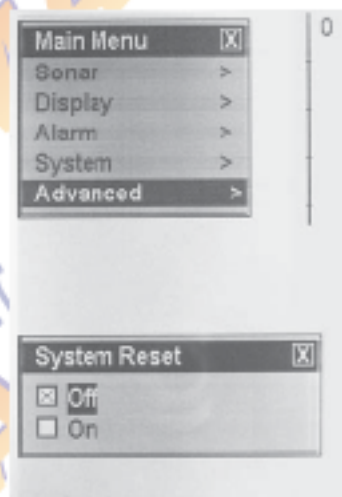 Main Menu X
0
Sonar >
Display >
Alarm >
System >
Advanced >
System Reset X
Off
On